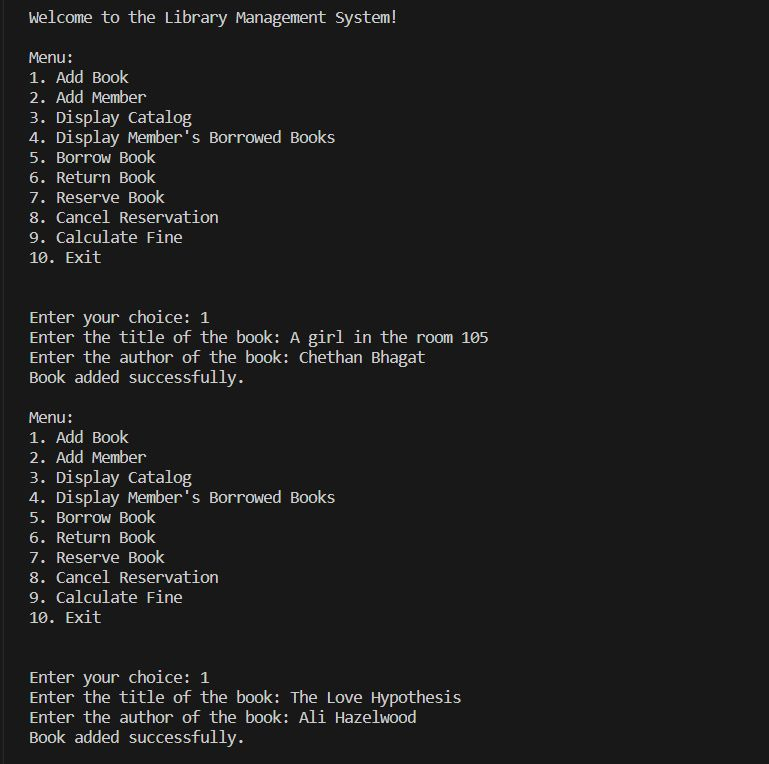 Welcome to the Library Management System!
Menu:
1. Add Book
2. Add Member
3. Display Catalog
4. Display Member's Borrowed Books
5. Borrow Book
6. Return Book
7. Reserve Book
8. Cancel Reservation
9. Calculate Fine
10. Exit
Enter your choice: 1
Enter the title of the book: A girl in the room 105
Enter the author of the book: Chethan Bhagat
Book added successfully.
Menu:
1. Add Book
2. Add Member
3. Display Catalog
4. Display Member's Borrowed Books
5. Borrow Book
6. Return Book
7. Reserve Book
8. Cancel Reservation
9. Calculate Fine
10. Exit
Enter your choice: 1
Enter the title of the book: The Love Hypothesis
Enter the author of the book: Ali Hazelwood
Book added successfully.